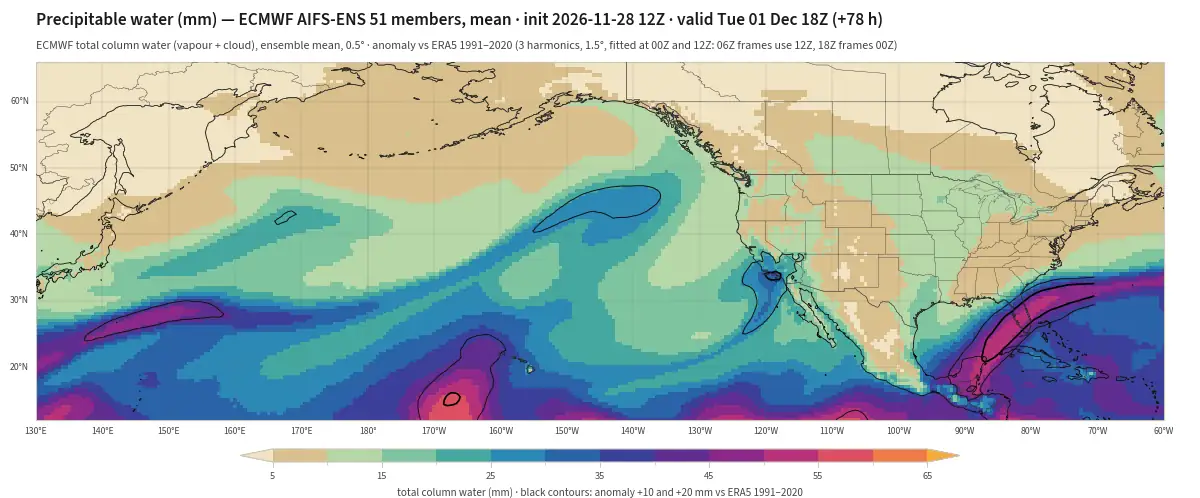 Precipitable water (mm) — ECMWF AIFS-ENS 51 members, mean · init 2026-11-28 12Z · valid Tue 01 Dec 18Z (+78 h)
ECMWF total column water (vapour + cloud), ensemble mean, 0.5° · anomaly vs ERA5 1991–2020 (3 harmonics, 1.5°, fitted at 00Z and 12Z: 06Z frames use 12Z, 18Z frames 00Z)
60°N
50°N
40°N
30°N
20°N
130°E 140°E 150°E 160°E 170°E 180° 170°W 160°W 150°W 140°W 130°W 120°W 110°W 100°W 90°W 80°W 70°W 60°W
5 15 25 35 45 55 65
total column water (mm) · black contours: anomaly +10 and +20 mm vs ERA5 1991–2020